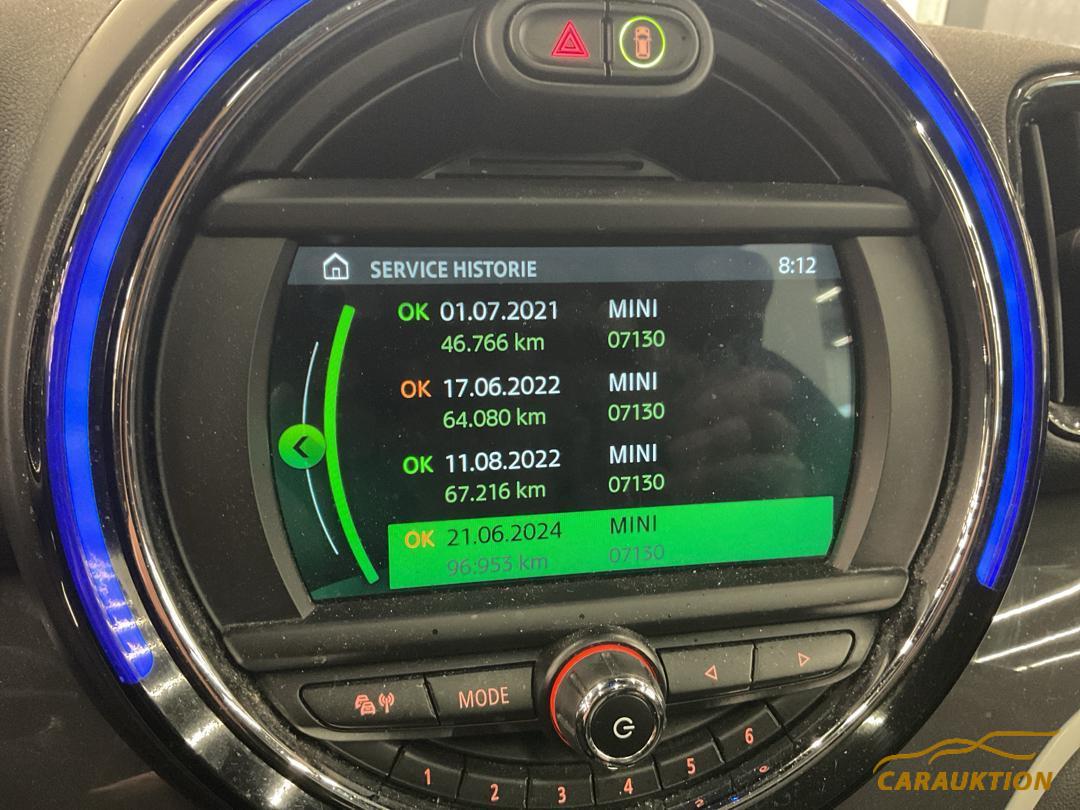 SERVICE HISTORIE 8:12
OK 01.07.2021 MINI
46.766 km 07130
OK 17.06.2022 MINI
64.080 km 07130
OK 11.08.2022 MINI
67.216 km 07130
OK 21.06.2024 MINI
96.953 km 07130
MODE
1 2 3 4 5 6
CARAUKTION